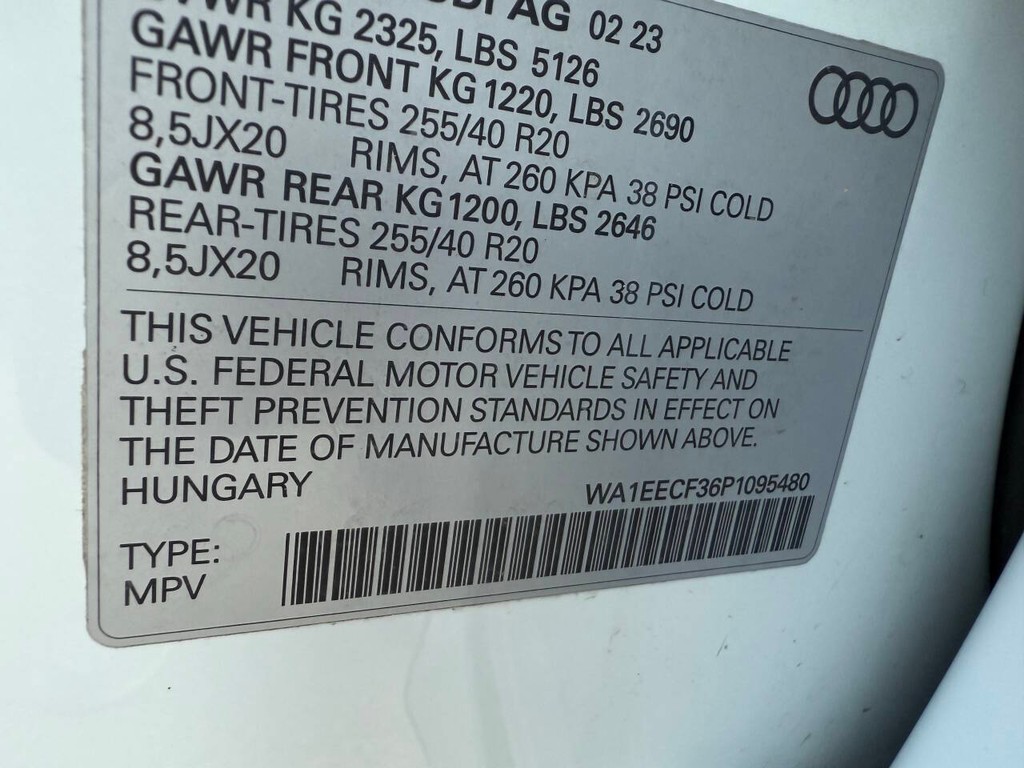 AG 02 23
KG 2325, LBS 5126
GAWR FRONT KG 1220, LBS 2690
FRONT-TIRES 255/40 R20
8,5JX20 RIMS, AT 260 KPA 38 PSI COLD
GAWR REAR KG 1200, LBS 2646
REAR-TIRES 255/40 R20
8,5JX20 RIMS, AT 260 KPA 38 PSI COLD
THIS VEHICLE CONFORMS TO ALL APPLICABLE
U.S. FEDERAL MOTOR VEHICLE SAFETY AND
THEFT PREVENTION STANDARDS IN EFFECT ON
THE DATE OF MANUFACTURE SHOWN ABOVE.
HUNGARY WA1EECF36P1095480
TYPE:
MPV